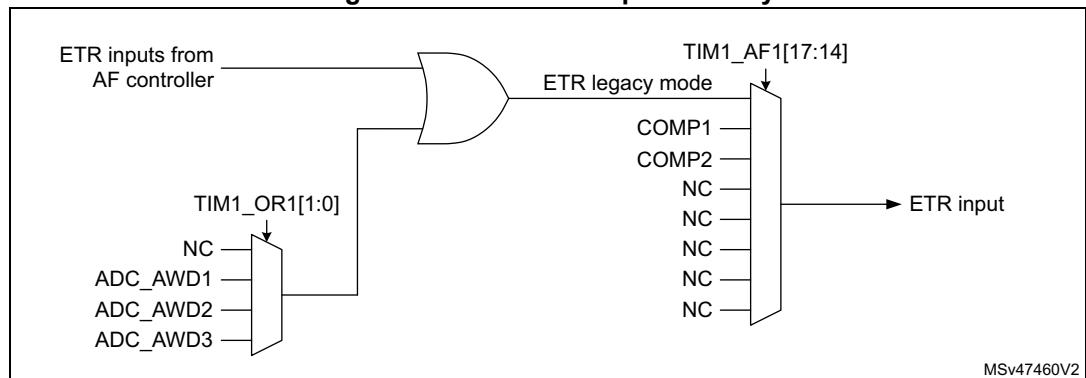 ETR inputs from
AF controller
TIM1_AF1[17:14]
ETR legacy mode
COMP1
COMP2
NC
NC
NC
NC
NC
ETR input
TIM1_OR1[1:0]
NC
ADC_AWD1
ADC_AWD2
ADC_AWD3
MSv47460V2